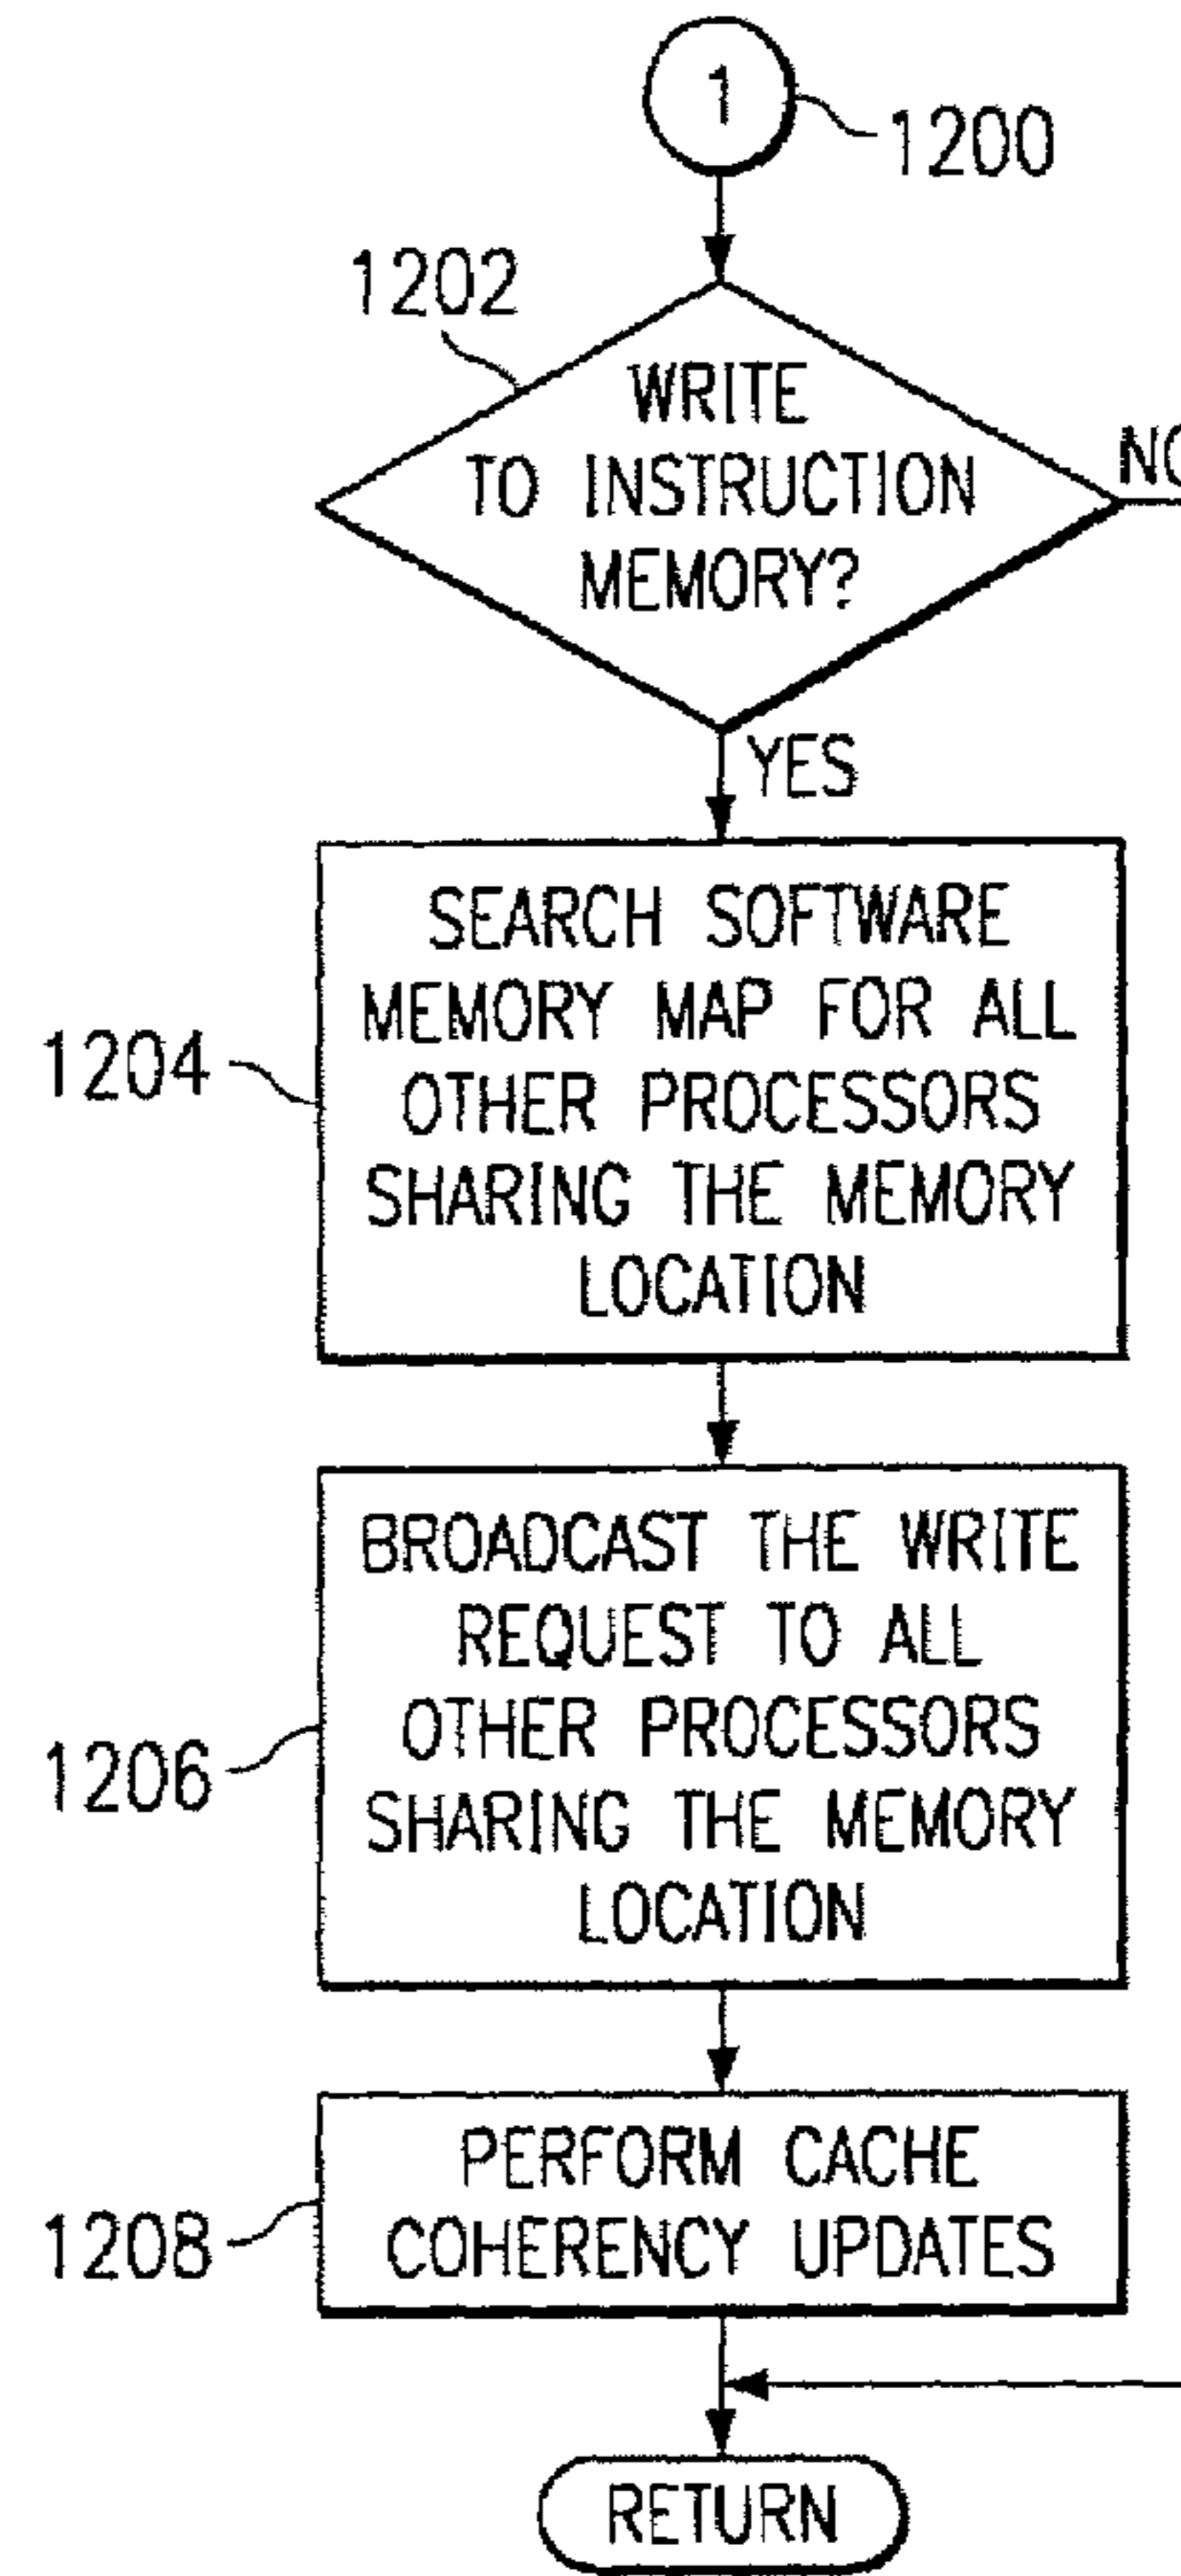 1
1200
1202
WRITE
TO INSTRUCTION
MEMORY?
YES
SEARCH SOFTWARE
MEMORY MAP FOR ALL
OTHER PROCESSORS
SHARING THE MEMORY
LOCATION
1204
BROADCAST THE WRITE
REQUEST TO ALL
OTHER PROCESSORS
SHARING THE MEMORY
LOCATION
1206
PERFORM CACHE
COHERENCY UPDATES
1208
RETURN